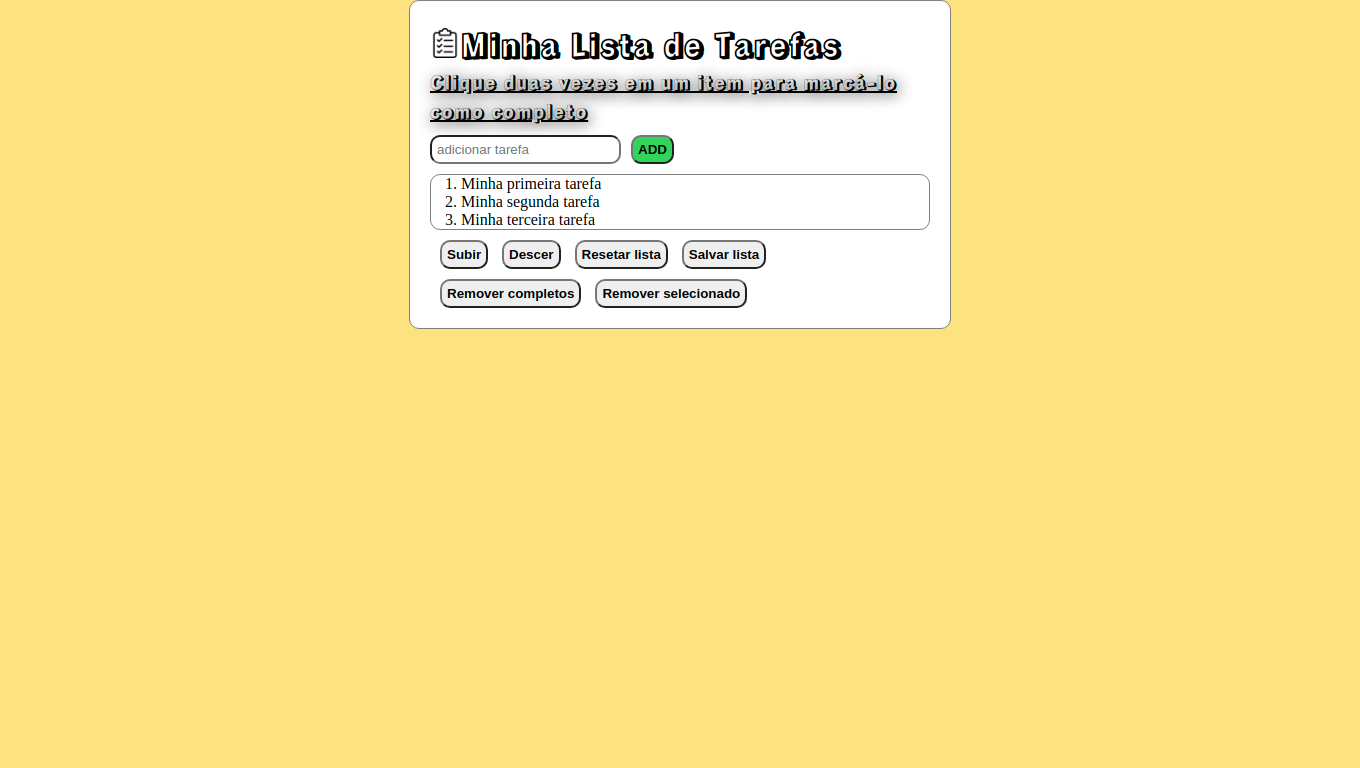 Minha Lista de Tarefas
Clique duas vezes em um item para marcá-lo
como completo
adicionar tarefa ADD
1. Minha primeira tarefa
2. Minha segunda tarefa
3. Minha terceira tarefa
Subir Descer Resetar lista Salvar lista
Remover completos Remover selecionado